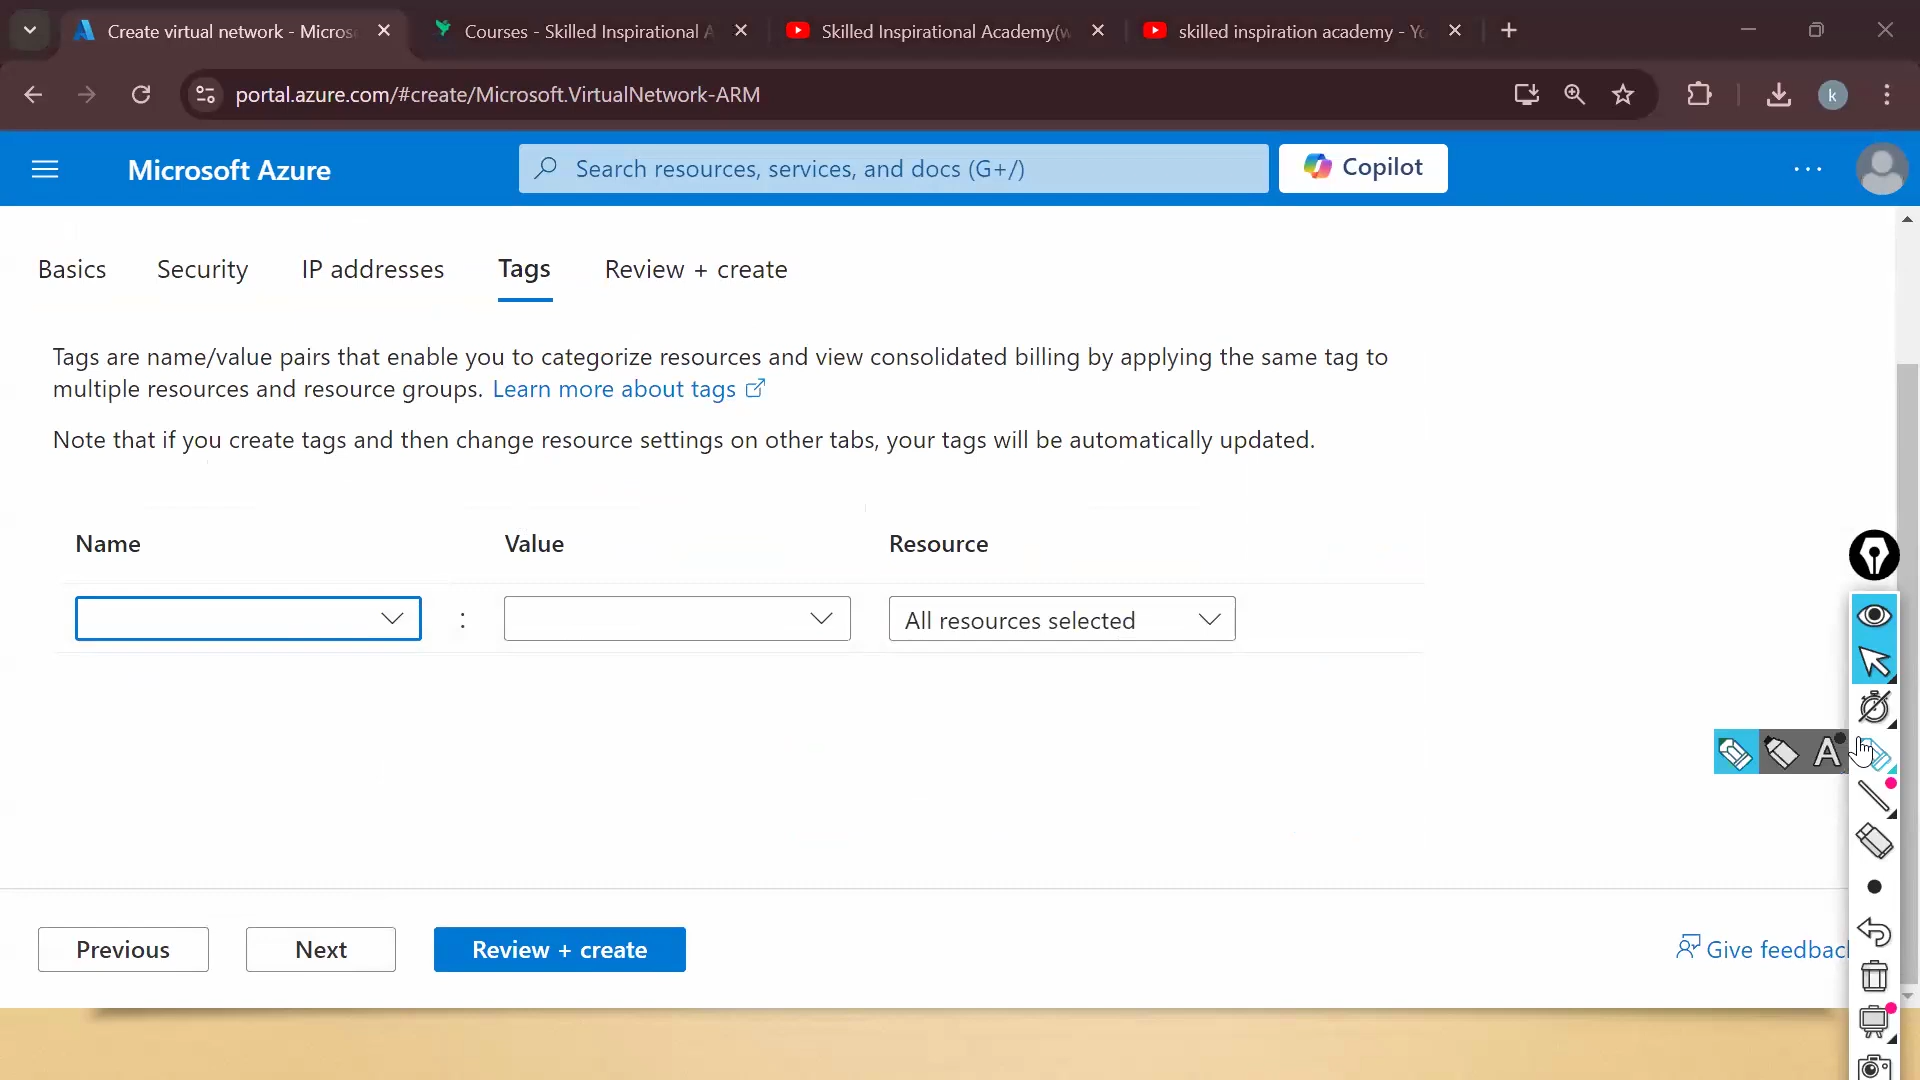 Create virtual network - Micros
Courses - Skilled Inspirational A
Skilled Inspirational Academy(w
skilled inspiration academy - Yo
portal.azure.com/#create/Microsoft.VirtualNetwork-ARM
k
Microsoft Azure
Search resources, services, and docs (G+/)
Copilot
Basics
Security
IP addresses
Tags
Review + create
Tags are name/value pairs that enable you to categorize resources and view consolidated billing by applying the same tag to
multiple resources and resource groups. Learn more about tags
Note that if you create tags and then change resource settings on other tabs, your tags will be automatically updated.
Name
Value
Resource
:
All resources selected
A
Previous
Next
Review + create
Give feedbac